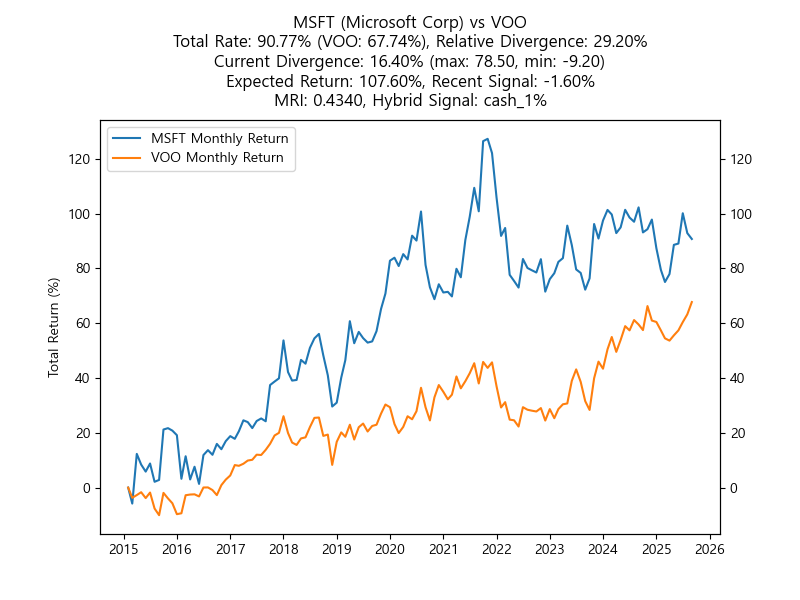 MSFT (Microsoft Corp) vs VOO
Total Rate: 90.77% (VOO: 67.74%), Relative Divergence: 29.20%
Current Divergence: 16.40% (max: 78.50, min: -9.20)
Expected Return: 107.60%, Recent Signal: -1.60%
MRI: 0.4340, Hybrid Signal: cash_1%
MSFT Monthly Return
VOO Monthly Return
Total Return (%)
120
100
80
60
40
20
0
120
100
80
60
40
20
0
2015 2016 2017 2018 2019 2020 2021 2022 2023 2024 2025 2026